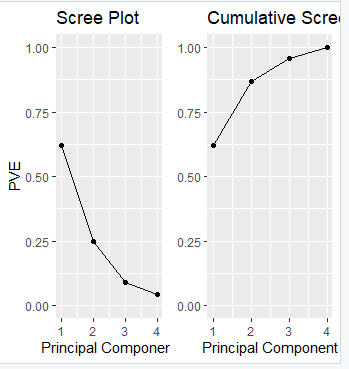 Scree Plot
PVE
1.00
0.75
0.50
0.25
0.00
1 2 3 4
Principal Componer
Cumulative Scree
1.00
0.75
0.50
0.25
0.00
1 2 3 4
Principal Component